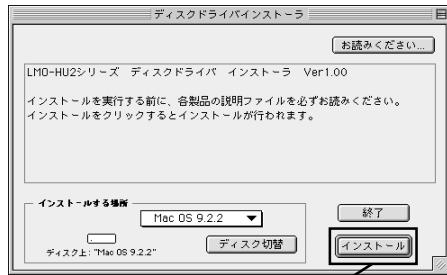 ディスクドライバインストーラ
お読みください...
LMO-HU2シリーズ ディスクドライバ インストーラ Ver1.00
インストールを実行する前に、各製品の説明ファイルを必ずお読みください。
インストールをクリックするとインストールが行われます。
インストールする場所
Mac OS 9.2.2
終了
ディスク上："Mac OS 9.2.2"
ディスク切替
インストール